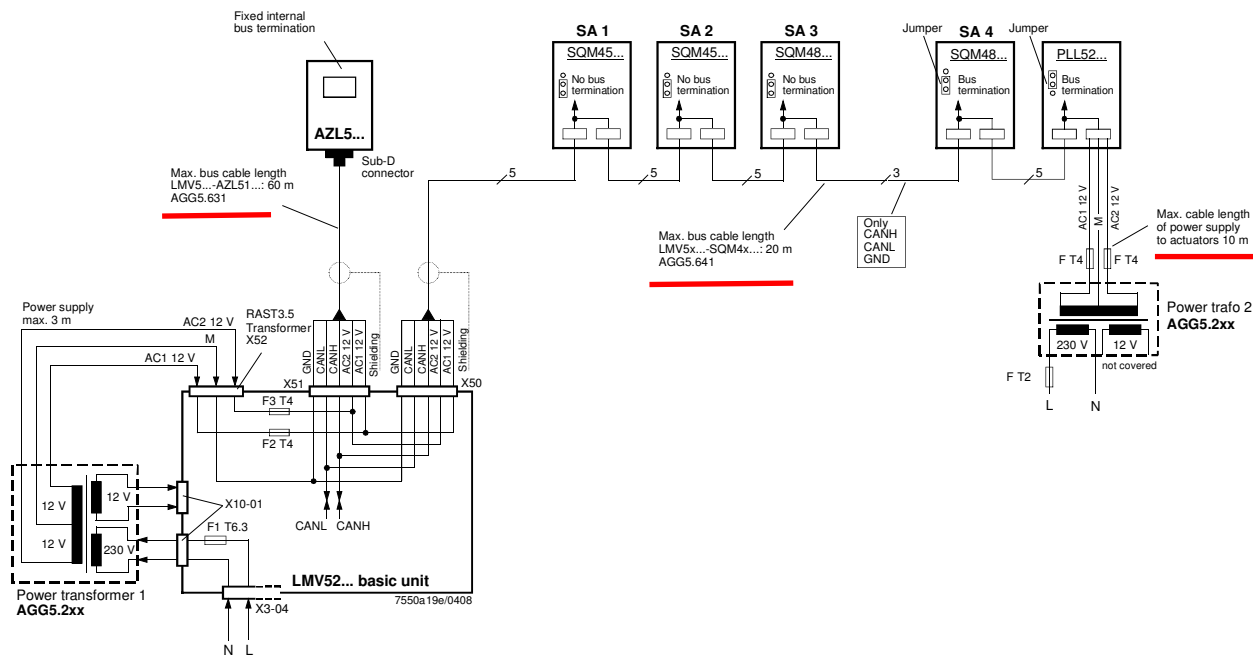 Fixed internal
bus termination
AZL5...
Sub-D
connector
Max. bus cable length
LMV5...-AZL51...: 60 m
AGG5.631
SA 1
SQM45...
No bus
termination
SA 2
SQM45...
No bus
termination
SA 3
SQM48...
No bus
termination
Jumper
SA 4
SQM48...
Bus
termination
Jumper
PLL52...
Bus
termination
5
5
5
3
5
Only
CANH
CANL
GND
Max. bus cable length
LMV5x...-SQM4x...: 20 m
AGG5.641
AC1 12 V
M
AC2 12 V
Max. cable length
of power supply
to actuators 10 m
F T4
F T4
Power trafo 2
AGG5.2xx
230 V
12 V
not covered
F T2
L
N
Power supply
max. 3 m
AC2 12 V
M
AC1 12 V
RAST3.5
Transformer
X52
GND
CANL
CANH
AC2 12 V
AC1 12 V
Shielding
GND
CANL
CANH
AC2 12 V
AC1 12 V
Shielding
X51
X50
F3 T4
F2 T4
CANL
CANH
12 V
12 V
12 V
230 V
X10-01
F1 T6.3
LMV52... basic unit
7550a19e/0408
Power transformer 1
AGG5.2xx
X3-04
N
L